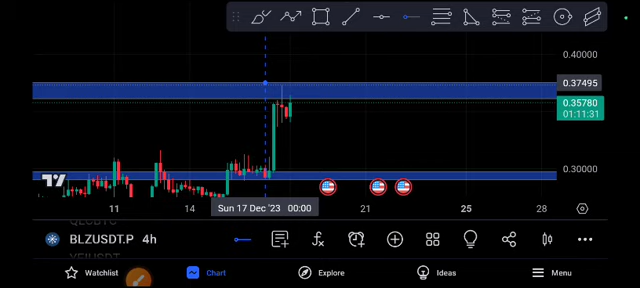 0.40000
0.37495
0.35780
01:11:31
0.30000
11
14
Sun 17 Dec '23 00:00
21
25
28
BLZUSDT.P 4h
Watchlist
Chart
Explore
Ideas
Menu